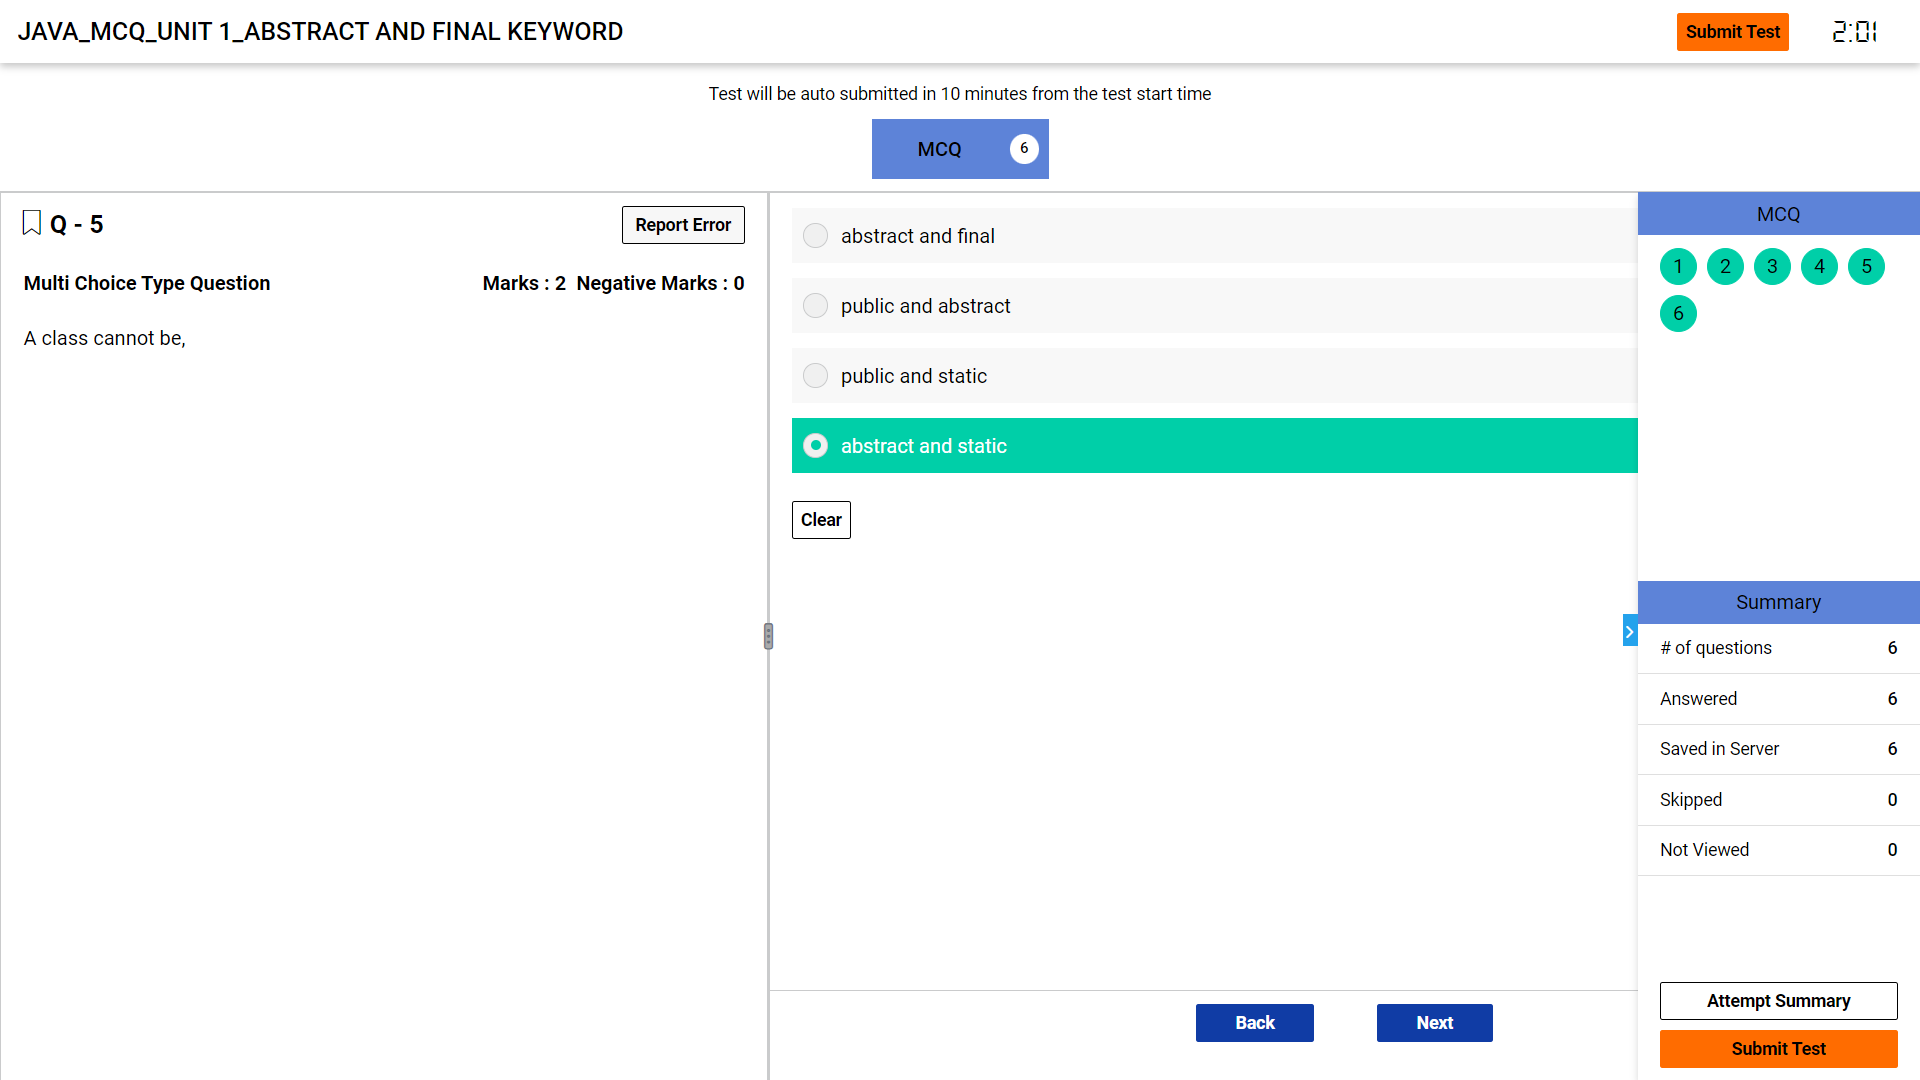 JAVA_MCQ_UNIT 1_ABSTRACT AND FINAL KEYWORD
Submit Test
2:01
Test will be auto submitted in 10 minutes from the test start time
MCQ 6
Q - 5
Report Error
Multi Choice Type Question
Marks : 2 Negative Marks : 0
A class cannot be,
abstract and final
public and abstract
public and static
abstract and static
Clear
Back
Next
MCQ
1 2 3 4 5
6
Summary
# of questions 6
Answered 6
Saved in Server 6
Skipped 0
Not Viewed 0
Attempt Summary
Submit Test